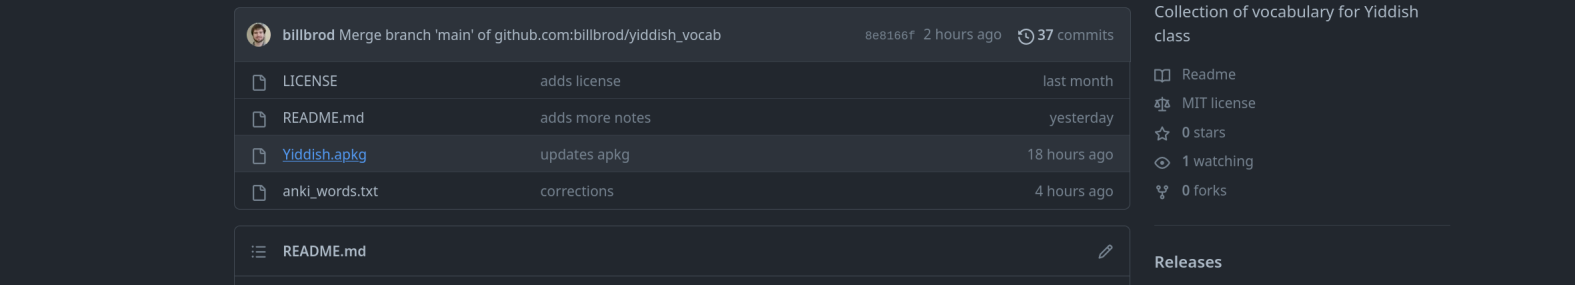 billbrod Merge branch 'main' of github.com:billbrod/yiddish_vocab 8e8166f 2 hours ago 37 commits
LICENSE adds license last month
README.md adds more notes yesterday
Yiddish.apkg updates apkg 18 hours ago
anki_words.txt corrections 4 hours ago
README.md
Collection of vocabulary for Yiddish
class
Readme
MIT license
0 stars
1 watching
0 forks
Releases